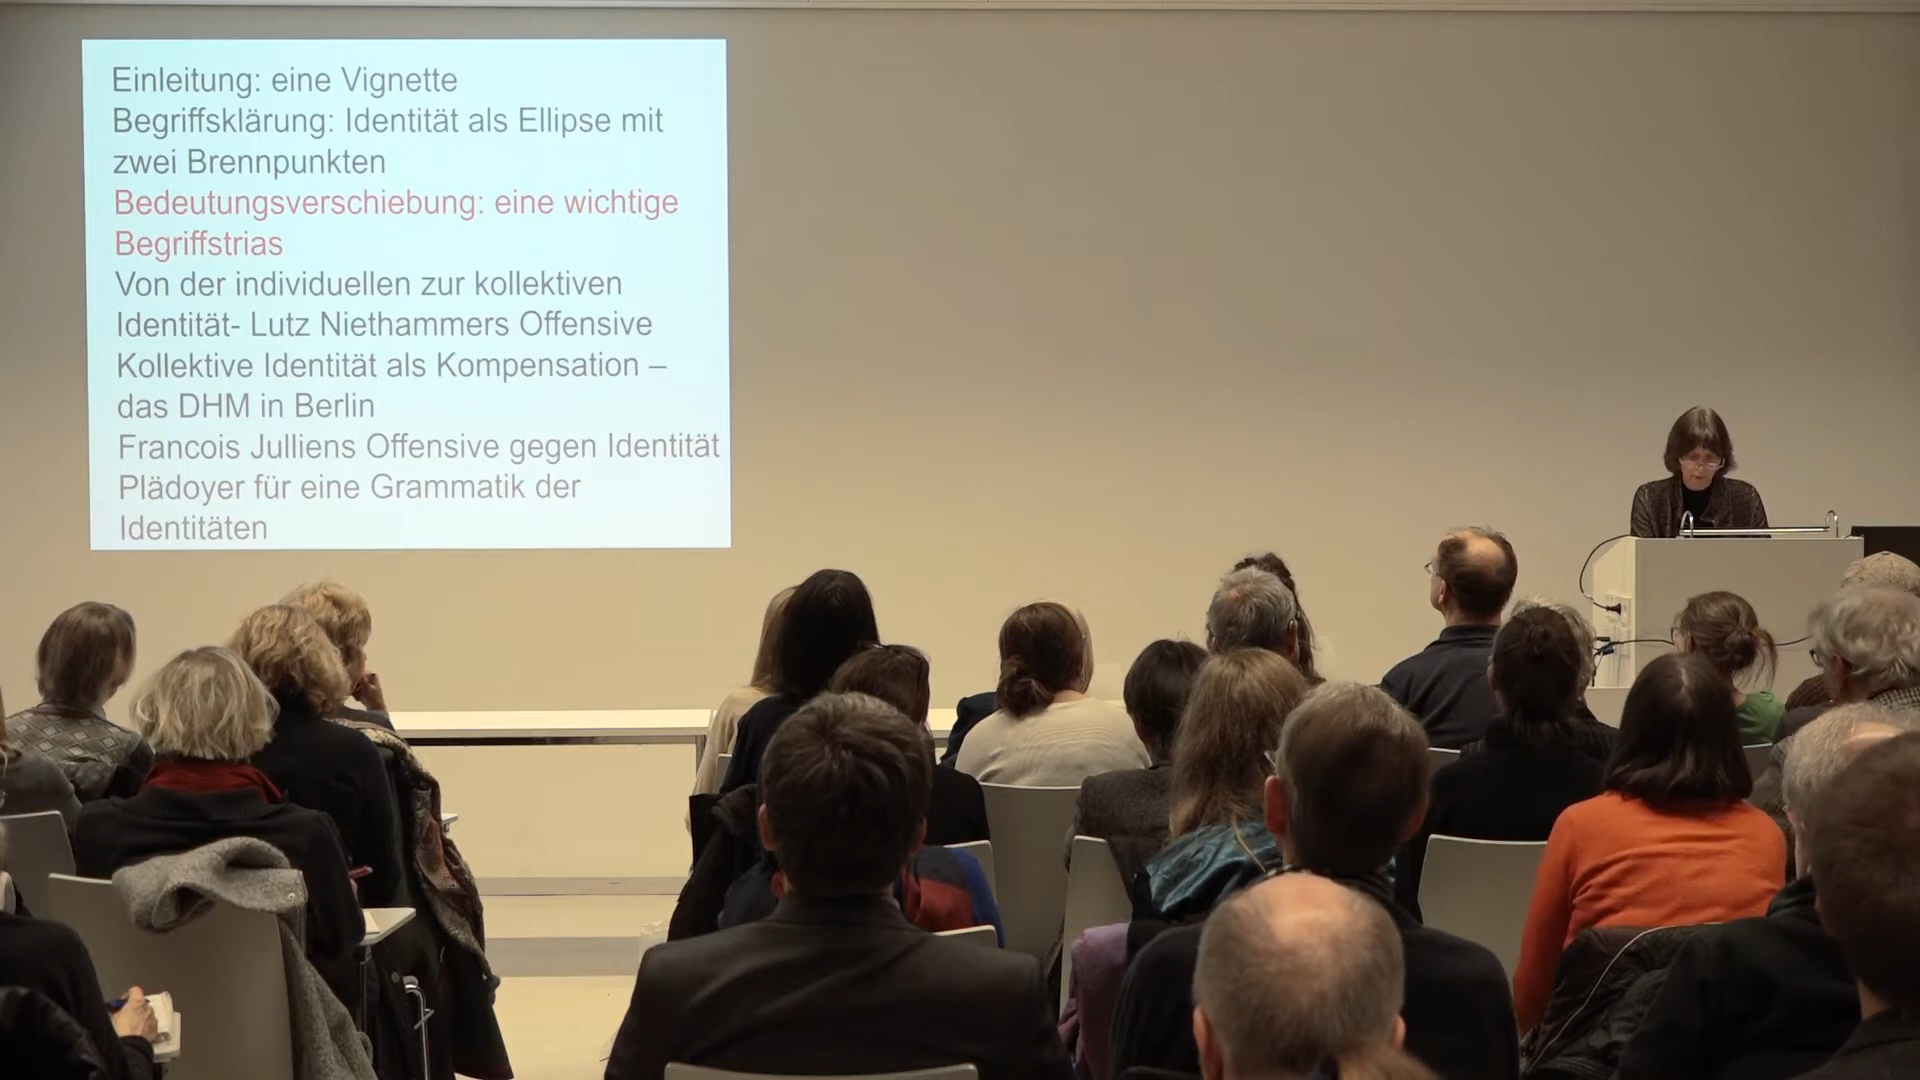 Einleitung: eine Vignette
Begriffsklärung: Identität als Ellipse mit
zwei Brennpunkten
Bedeutungsverschiebung: eine wichtige
Begriffstrias
Von der individuellen zur kollektiven
Identität- Lutz Niethammers Offensive
Kollektive Identität als Kompensation –
das DHM in Berlin
Francois Julliens Offensive gegen Identität
Plädoyer für eine Grammatik der
Identitäten